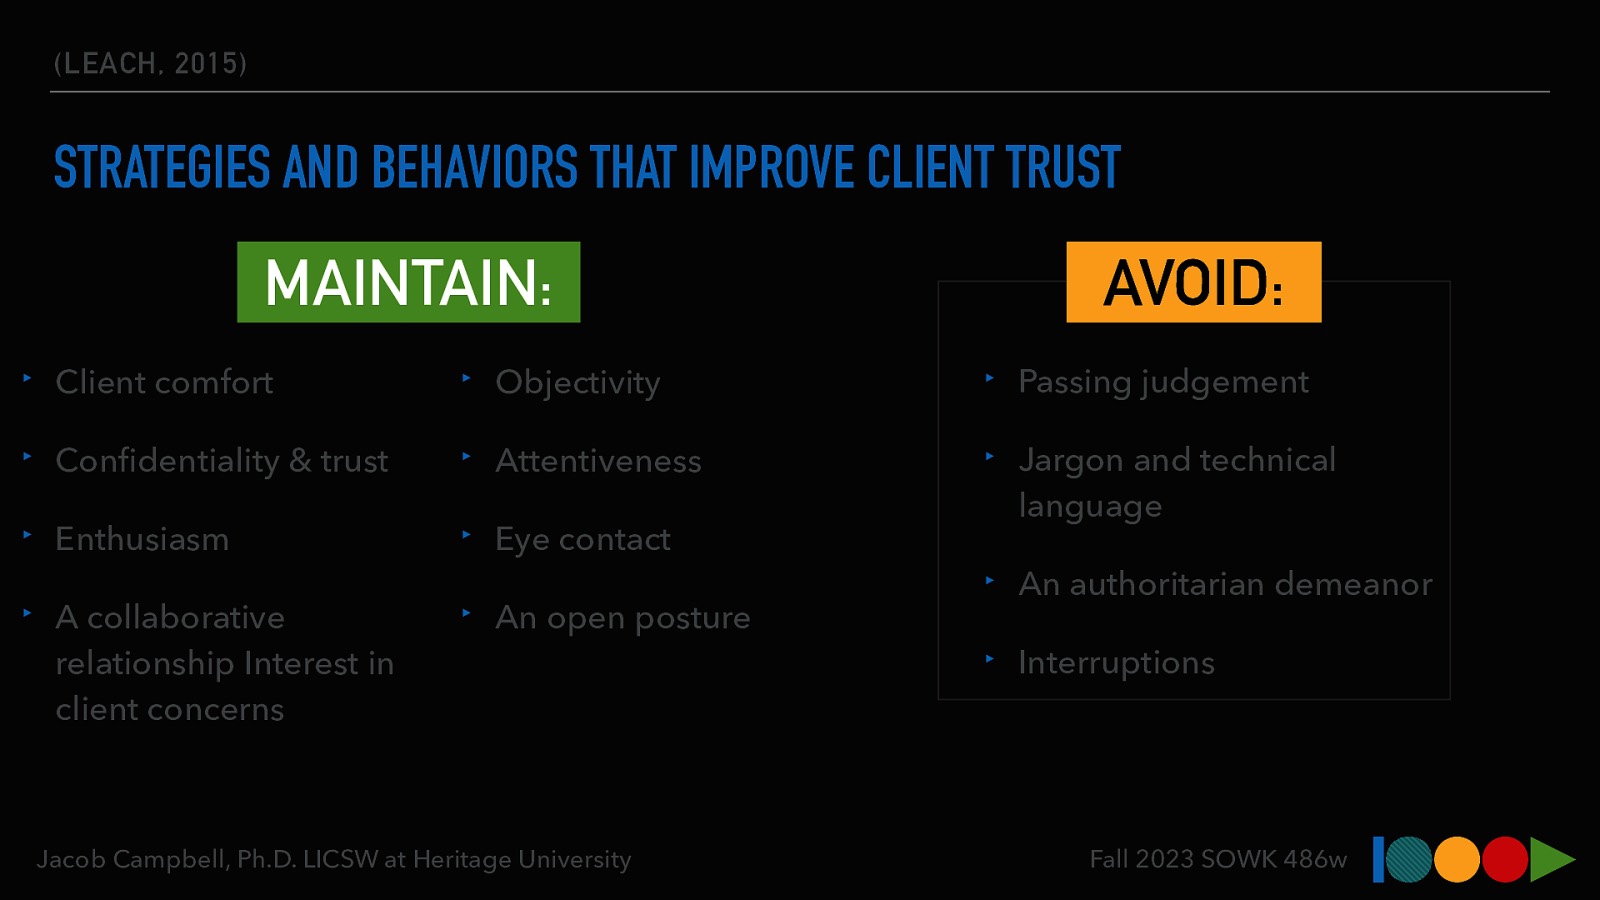 (LEACH, 2015)
STRATEGIES AND BEHAVIORS THAT IMPROVE CLIENT TRUST
MAINTAIN:
‣ Client comfort
‣ Confidentiality & trust
‣ Enthusiasm
‣ A collaborative
relationship Interest in
client concerns
‣ Objectivity
‣ Attentiveness
‣ Eye contact
‣ An open posture
AVOID:
‣ Passing judgement
‣ Jargon and technical
language
‣ An authoritarian demeanor
‣ Interruptions
Jacob Campbell, Ph.D. LICSW at Heritage University
Fall 2023 SOWK 486w